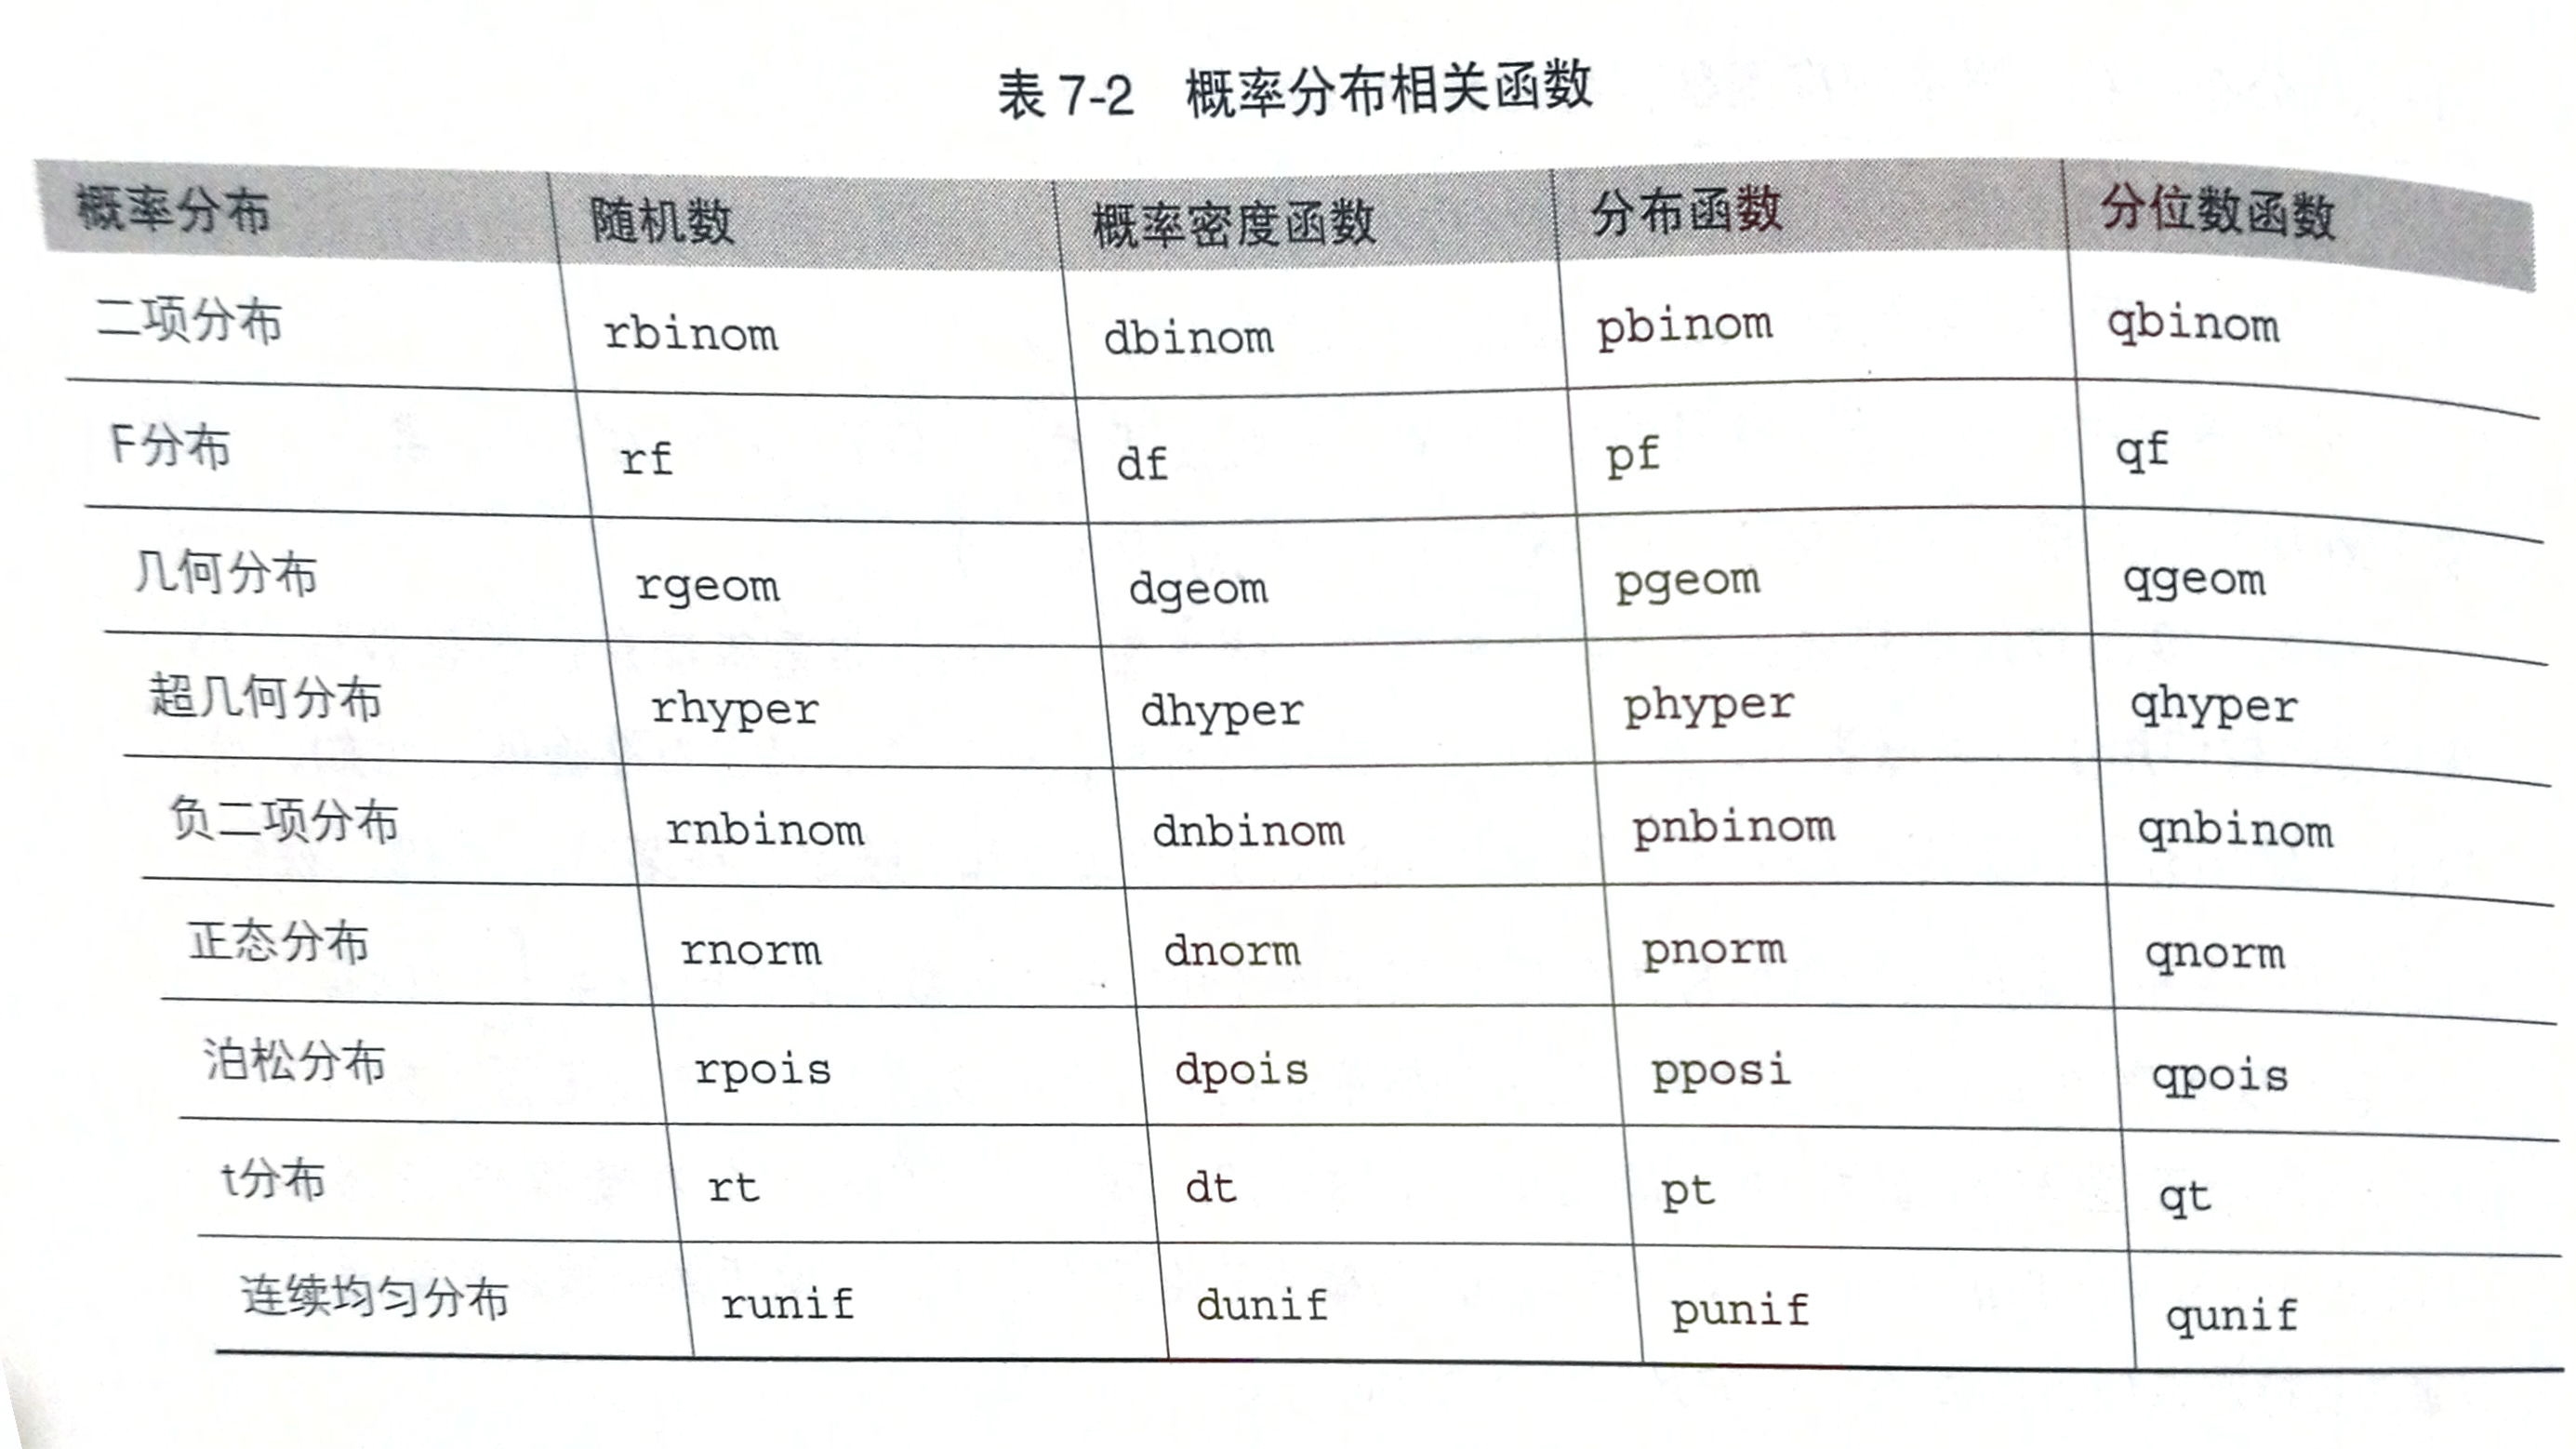 表 7-2 概率分布相关函数
概率分布 随机数 概率密度函数 分布函数 分位数函数
二项分布 rbinom dbinom pbinom qbinom
F分布 rf df pf qf
几何分布 rgeom dgeom pgeom qgeom
超几何分布 rhyper dhyper phyper qhyper
负二项分布 rnbinom dnbinom pnbinom qnbinom
正态分布 rnorm dnorm pnorm qnorm
泊松分布 rpois dpois pposi qpois
t分布 rt dt pt qt
连续均匀分布 runif dunif punif qunif